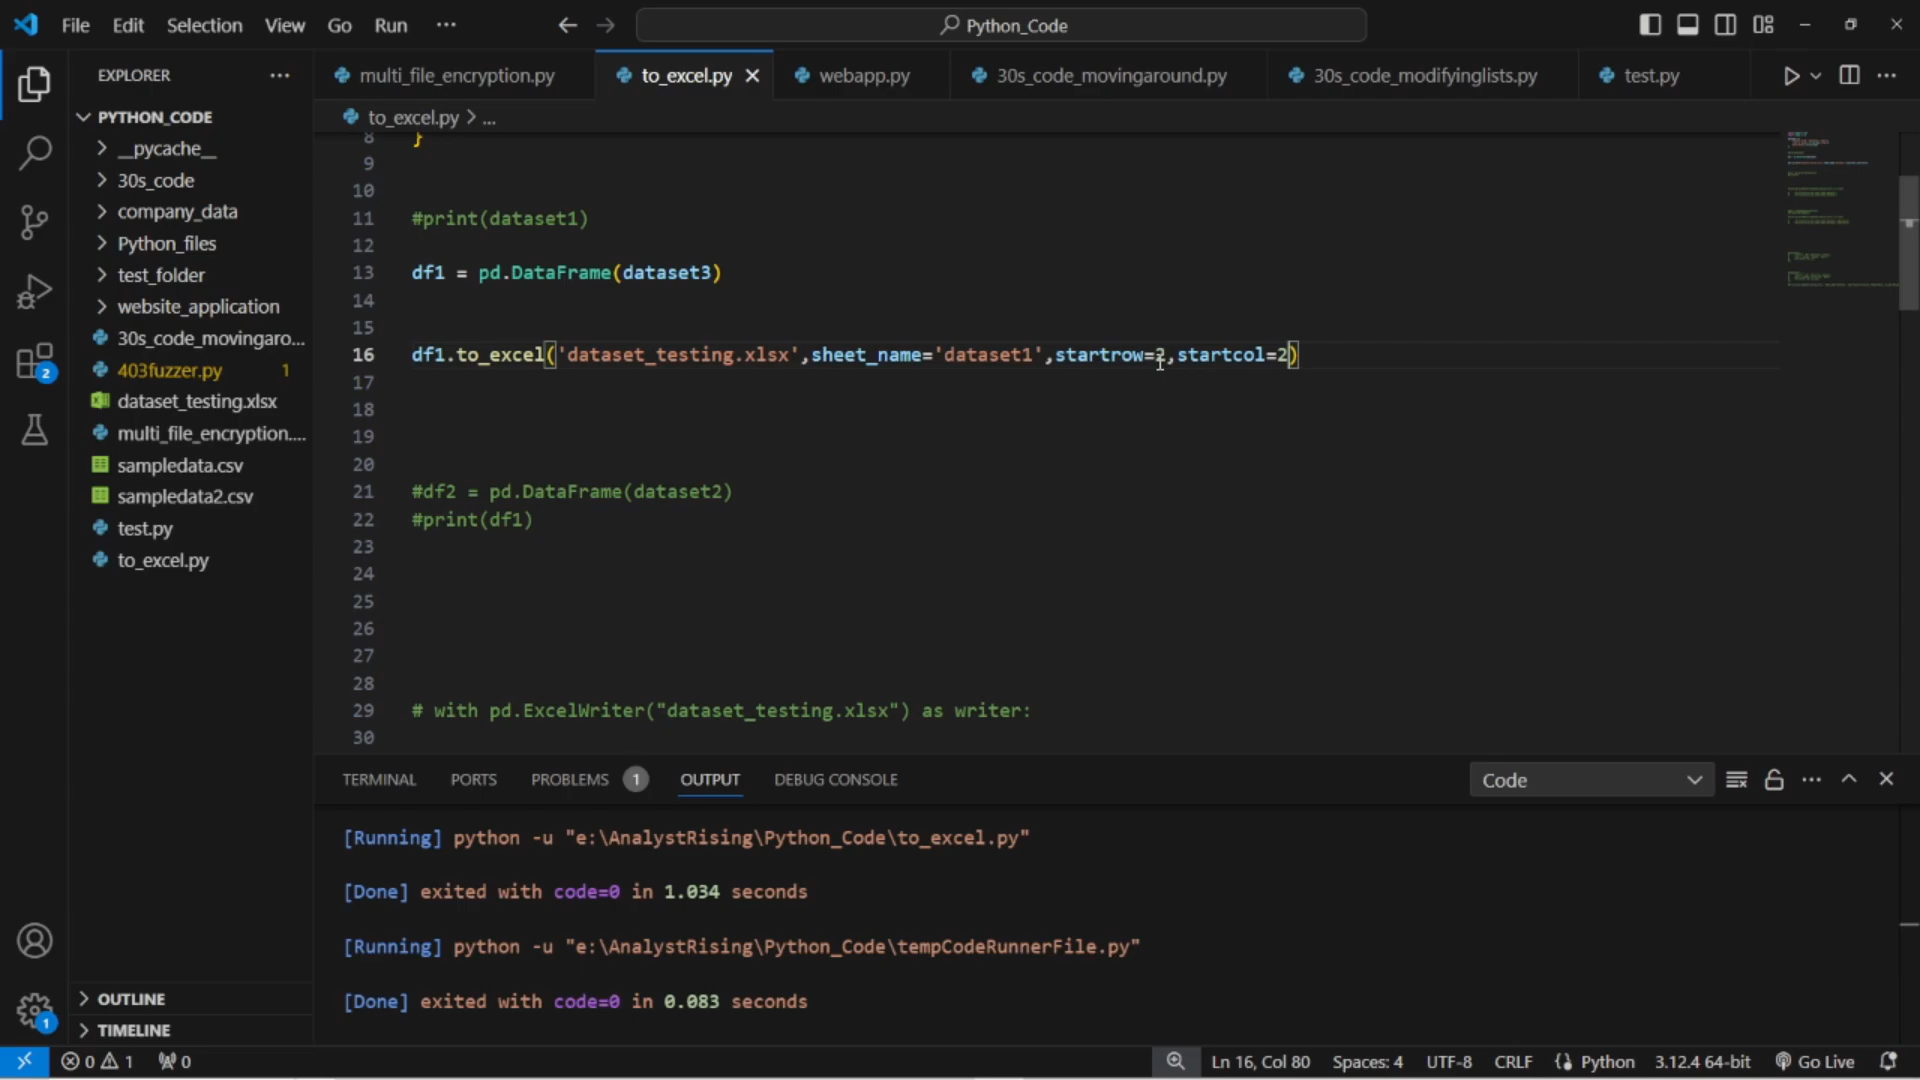 File Edit Selection View Go Run ··· Python_Code
EXPLORER ···
multi_file_encryption.py to_excel.py webapp.py 30s_code_movingaround.py 30s_code_modifyinglists.py test.py
PYTHON_CODE
to_excel.py > ...
__pycache__
30s_code
company_data
Python_files
test_folder
website_application
30s_code_movingaro...
403fuzzer.py 1
dataset_testing.xlsx
multi_file_encryption....
sampledata.csv
sampledata2.csv
test.py
to_excel.py
OUTLINE
TIMELINE
8 }
9
10
11 #print(dataset1)
12
13 df1 = pd.DataFrame(dataset3)
14
15
16 df1.to_excel('dataset_testing.xlsx',sheet_name='dataset1',startrow=2,startcol=2)
17
18
19
20
21 #df2 = pd.DataFrame(dataset2)
22 #print(df1)
23
24
25
26
27
28
29 # with pd.ExcelWriter("dataset_testing.xlsx") as writer:
30
TERMINAL PORTS PROBLEMS 1 OUTPUT DEBUG CONSOLE Code
[Running] python -u "e:\AnalystRising\Python_Code\to_excel.py"
[Done] exited with code=0 in 1.034 seconds
[Running] python -u "e:\AnalystRising\Python_Code\tempCodeRunnerFile.py"
[Done] exited with code=0 in 0.083 seconds
2
1
0 1 0 Ln 16, Col 80 Spaces: 4 UTF-8 CRLF Python 3.12.4 64-bit Go Live